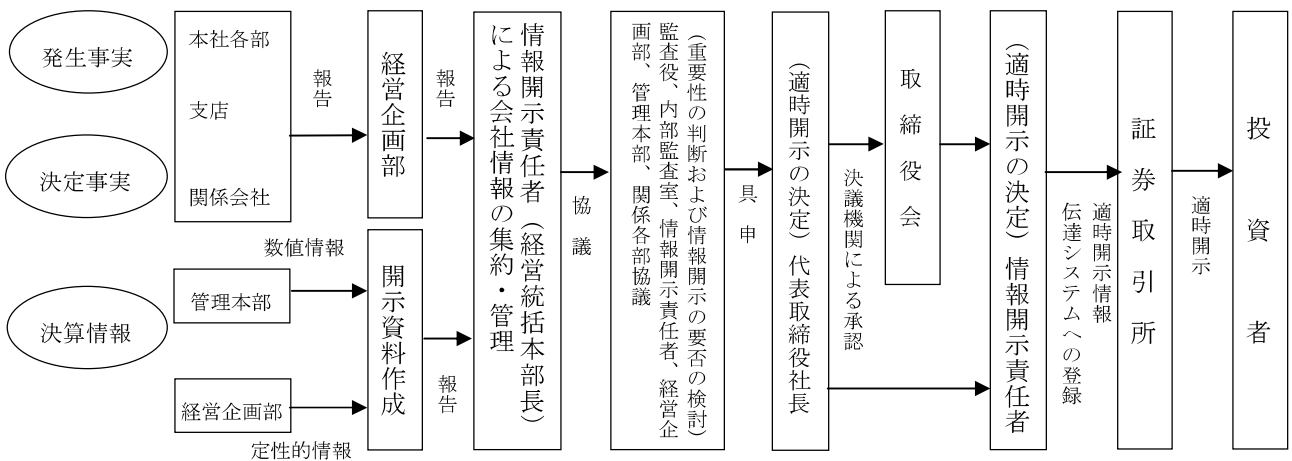 発生事実
決定事実
決算情報
本社各部
支店
関係会社
報告
数値情報
管理本部
経営企画部
定性的情報
経営企画部
開示資料作成
報告
報告
情報開示責任者（経営統括本部長）
による会社情報の集約・管理
協議
（重要性の判断および情報開示の要否の検討）
監査役、内部監査室、情報開示責任者、経営企
画部、管理本部、関係各部協議
具申
（適時開示の決定）代表取締役社長
決議機関による承認
取締役会
（適時開示の決定）情報開示責任者
適時開示情報
伝達システムへの登録
証券取引所
適時開示
投資者